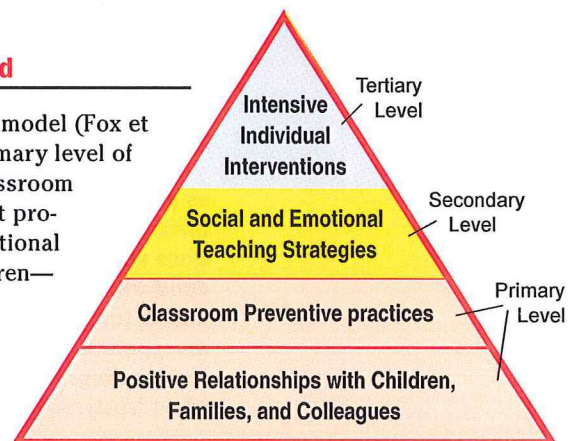 d
model (Fox et
mary level of
ssroom
t pro-
tional
ren—
Intensive
Individual
Interventions
Tertiary
Level
Social and Emotional
Teaching Strategies
Secondary
Level
Classroom Preventive practices
Primary
Level
Positive Relationships with Children,
Families, and Colleagues